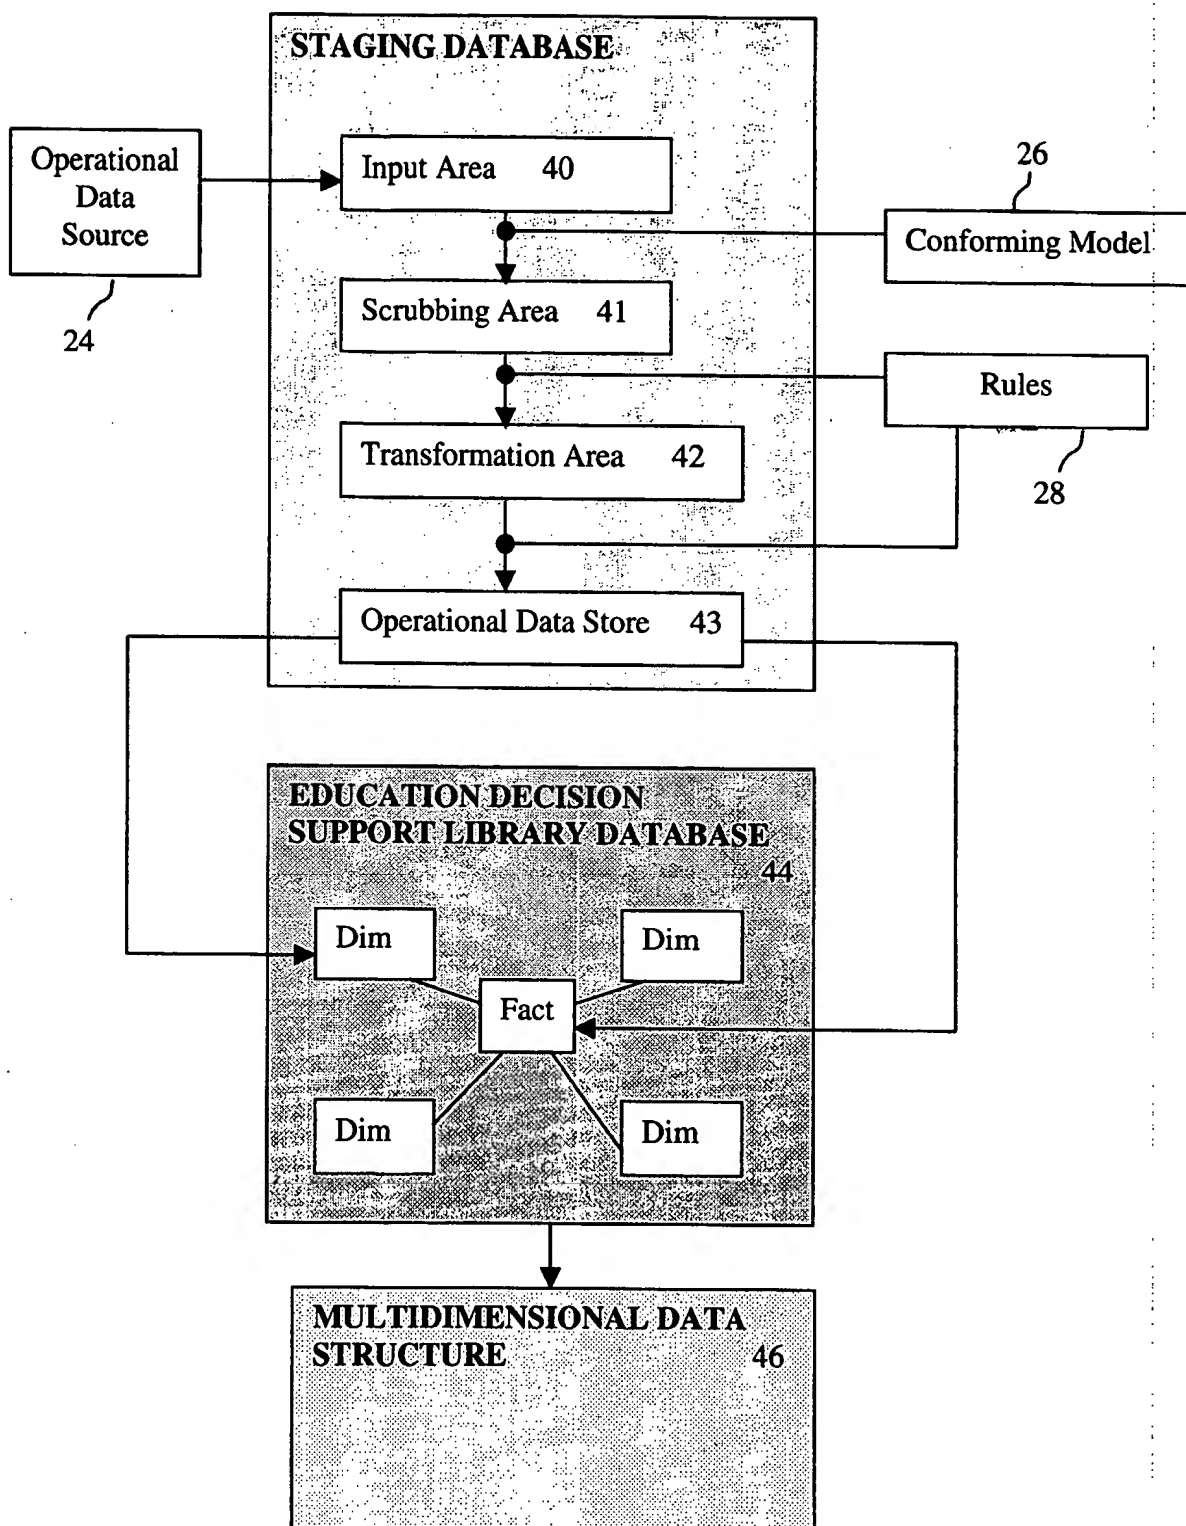 STAGING DATABASE
Operational
Data
Source
24
Input Area 40
26
Conforming Model
Scrubbing Area 41
Rules
28
Transformation Area 42
Operational Data Store 43
EDUCATION DECISION
SUPPORT LIBRARY DATABASE
44
Dim
Dim
Fact
Dim
Dim
MULTIDIMENSIONAL DATA
STRUCTURE 46